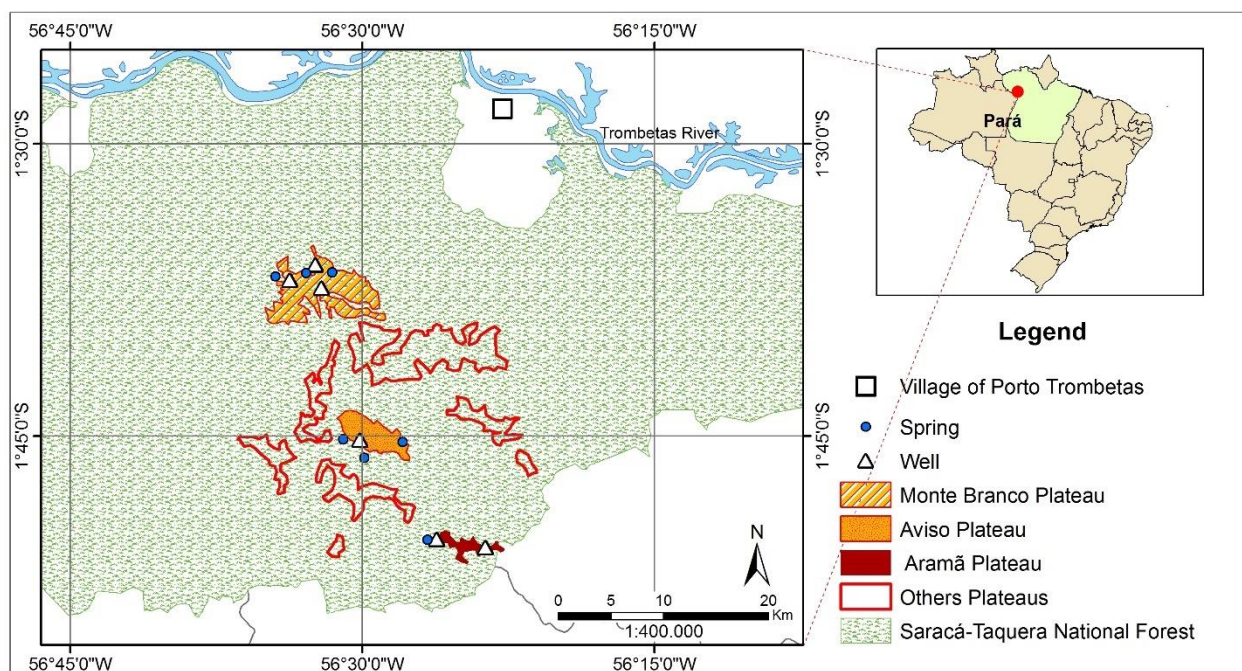 56°45'0"W
56°30'0"W
56°15'0"W
1°30'0"S
1°45'0"S
Trombetas River
1°30'0"S
1°45'0"S
N
0 5 10 20
Km
1:400.000
56°45'0"W
56°30'0"W
56°15'0"W
Pará
Legend
Village of Porto Trombetas
Spring
Well
Monte Branco Plateau
Aviso Plateau
Aramã Plateau
Others Plateaus
Saracá-Taquera National Forest